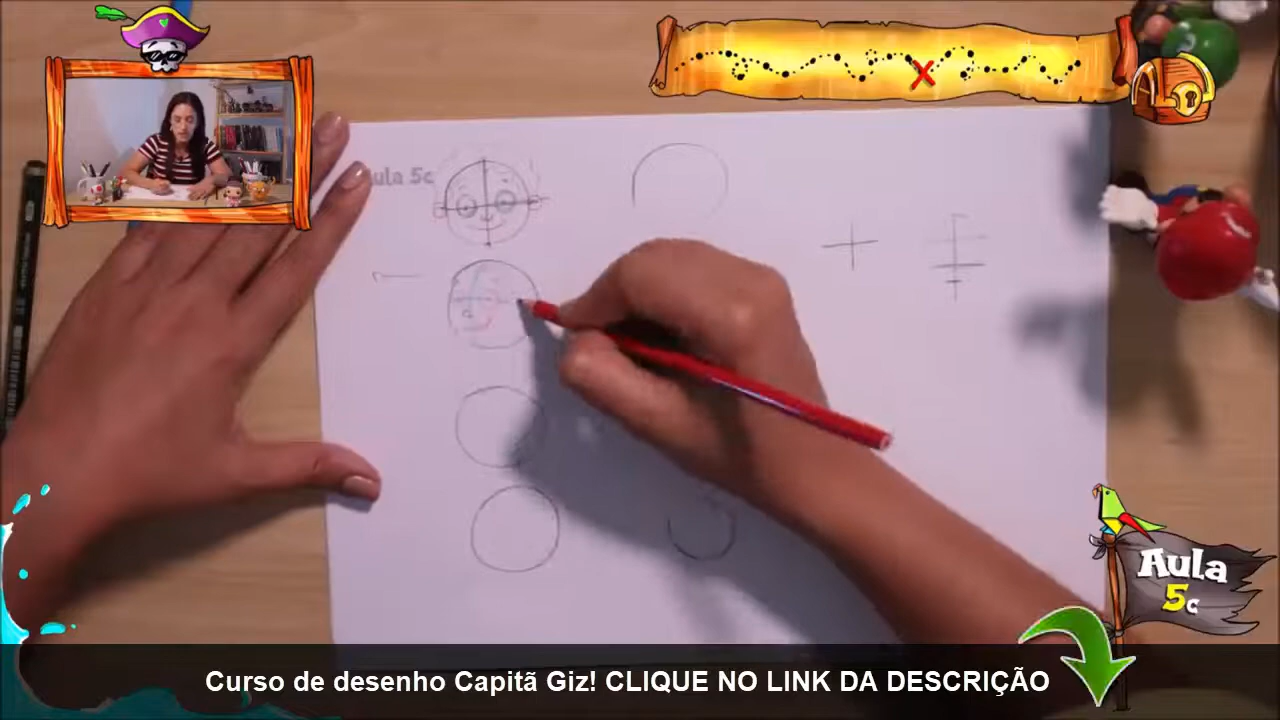 Aula 5c
Aula
5c
Curso de desenho Capitã Giz! CLIQUE NO LINK DA DESCRIÇÃO